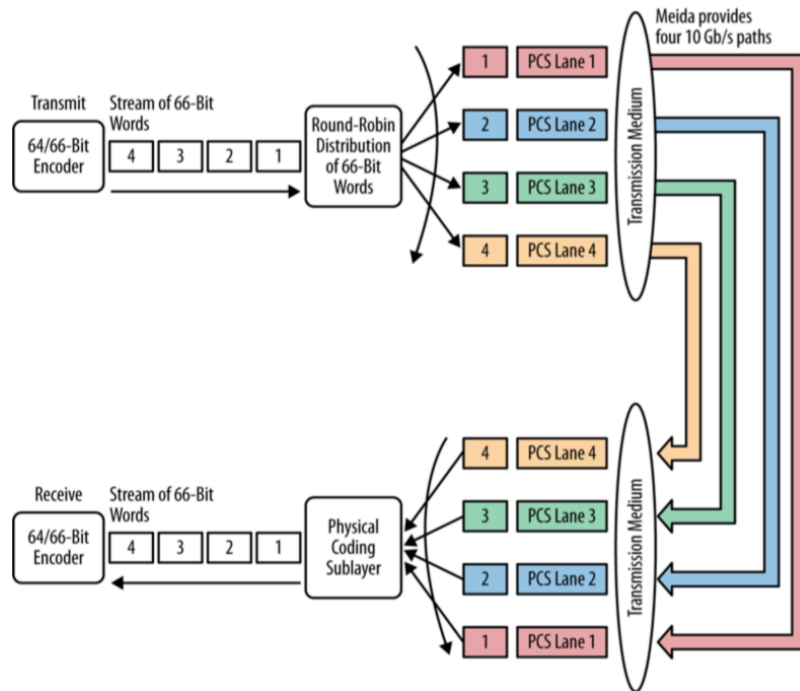 Meida provides
four 10 Gb/s paths
Transmit
Stream of 66-Bit
Words
64/66-Bit
Encoder
4 3 2 1
Round-Robin
Distribution
of 66-Bit
Words
1 PCS Lane 1
2 PCS Lane 2
3 PCS Lane 3
4 PCS Lane 4
Transmission Medium
Receive
Stream of 66-Bit
Words
64/66-Bit
Encoder
4 3 2 1
Physical
Coding
Sublayer
4 PCS Lane 4
3 PCS Lane 3
2 PCS Lane 2
1 PCS Lane 1
Transmission Medium